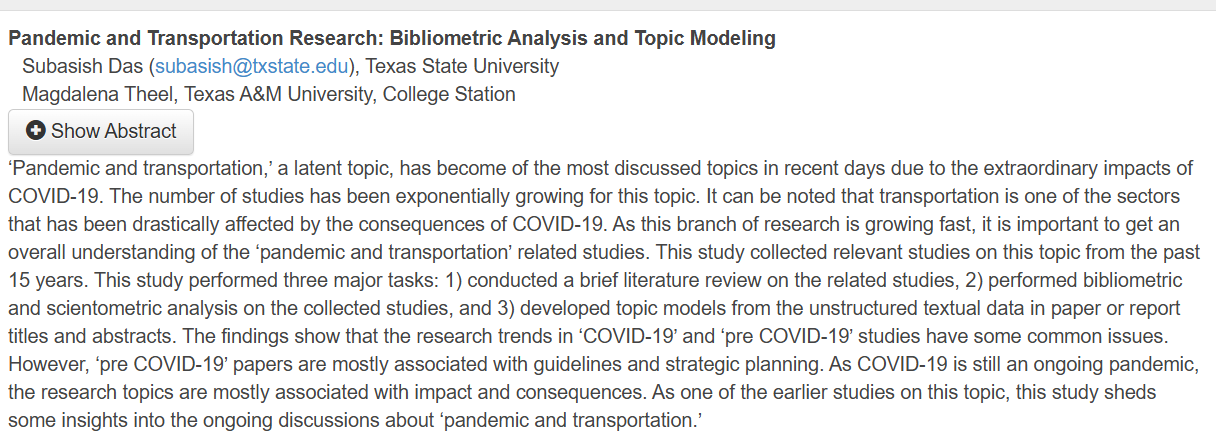 Pandemic and Transportation Research: Bibliometric Analysis and Topic Modeling
Subasish Das (subasish@txstate.edu), Texas State University
Magdalena Theel, Texas A&M University, College Station
Show Abstract
‘Pandemic and transportation,’ a latent topic, has become of the most discussed topics in recent days due to the extraordinary impacts of
COVID-19. The number of studies has been exponentially growing for this topic. It can be noted that transportation is one of the sectors
that has been drastically affected by the consequences of COVID-19. As this branch of research is growing fast, it is important to get an
overall understanding of the ‘pandemic and transportation’ related studies. This study collected relevant studies on this topic from the past
15 years. This study performed three major tasks: 1) conducted a brief literature review on the related studies, 2) performed bibliometric
and scientometric analysis on the collected studies, and 3) developed topic models from the unstructured textual data in paper or report
titles and abstracts. The findings show that the research trends in ‘COVID-19’ and ‘pre COVID-19’ studies have some common issues.
However, ‘pre COVID-19’ papers are mostly associated with guidelines and strategic planning. As COVID-19 is still an ongoing pandemic,
the research topics are mostly associated with impact and consequences. As one of the earlier studies on this topic, this study sheds
some insights into the ongoing discussions about ‘pandemic and transportation.’